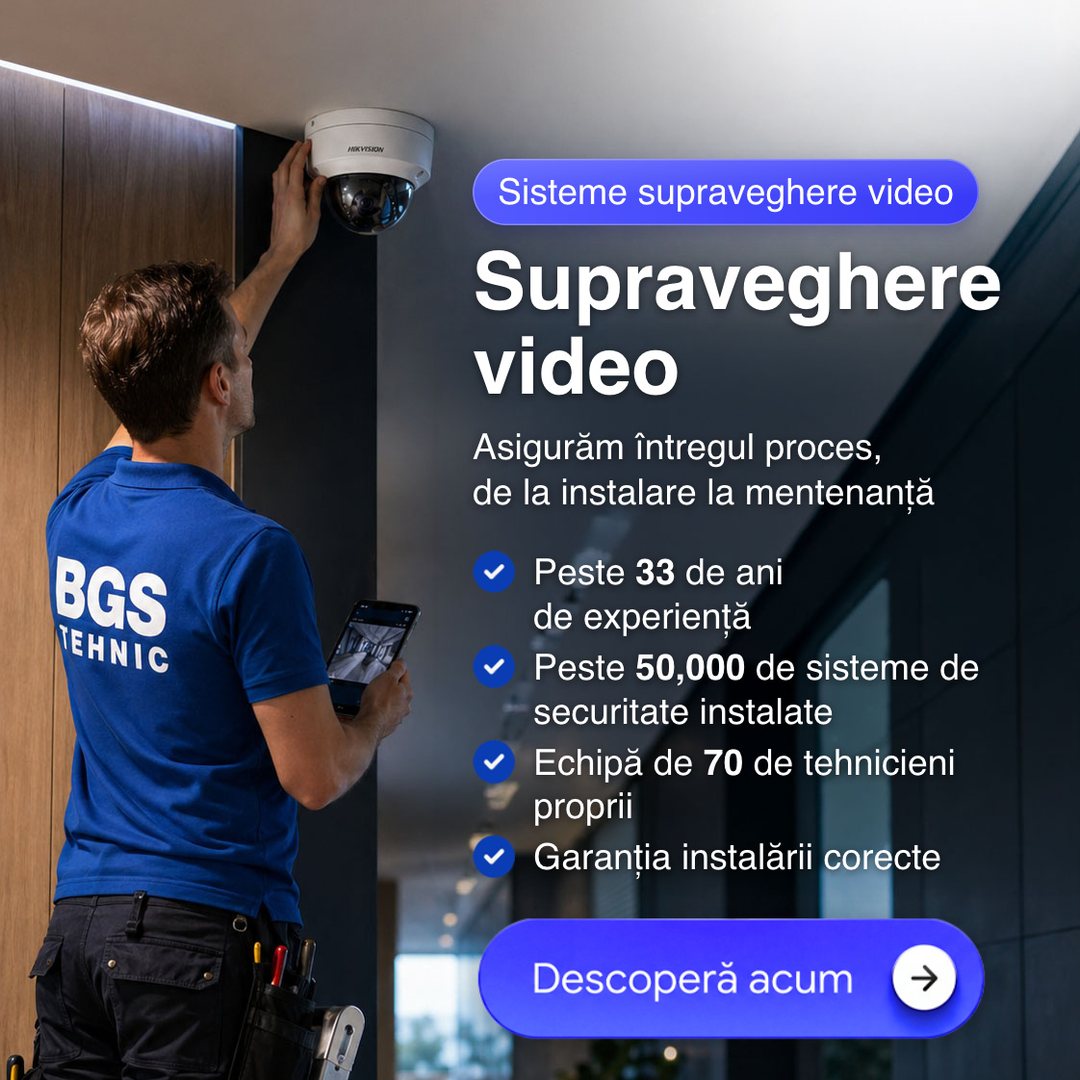 HIKVISION
Sisteme supraveghere video
Supraveghere
video
Asigurăm întregul proces,
de la instalare la mentenanță
BGS
TEHNIC
Peste 33 de ani
de experiență
Peste 50,000 de sisteme de
securitate instalate
Echipă de 70 de tehnicieni
proprii
Garanția instalării corecte
Descoperă acum